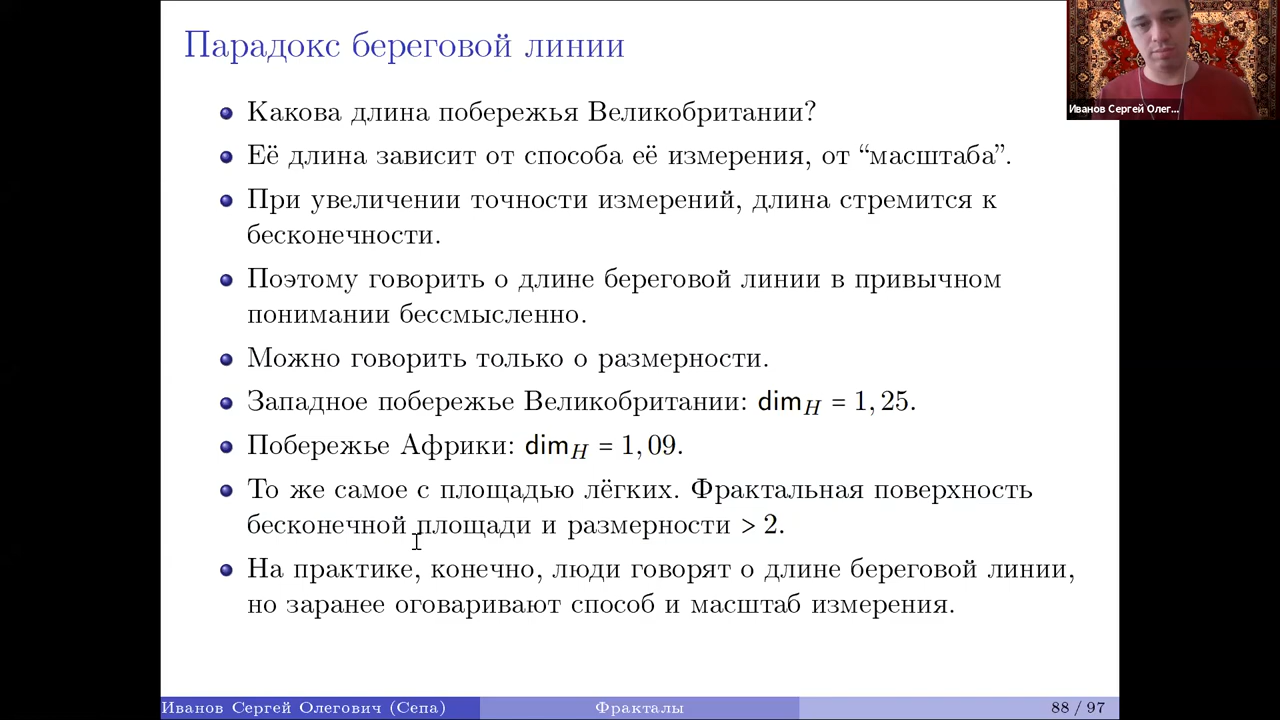 Парадокс береговой линии
Иванов Сергей Олег...
Какова длина побережья Великобритании?
Её длина зависит от способа её измерения, от “масштаба”.
При увеличении точности измерений, длина стремится к
бесконечности.
Поэтому говорить о длине береговой линии в привычном
понимании бессмысленно.
Можно говорить только о размерности.
Западное побережье Великобритании: dim_H = 1, 25.
Побережье Африки: dim_H = 1, 09.
То же самое с площадью лёгких. Фрактальная поверхность
бесконечной площади и размерности > 2.
На практике, конечно, люди говорят о длине береговой линии,
но заранее оговаривают способ и масштаб измерения.
Иванов Сергей Олегович (Сепа)
Фракталы
88 / 97